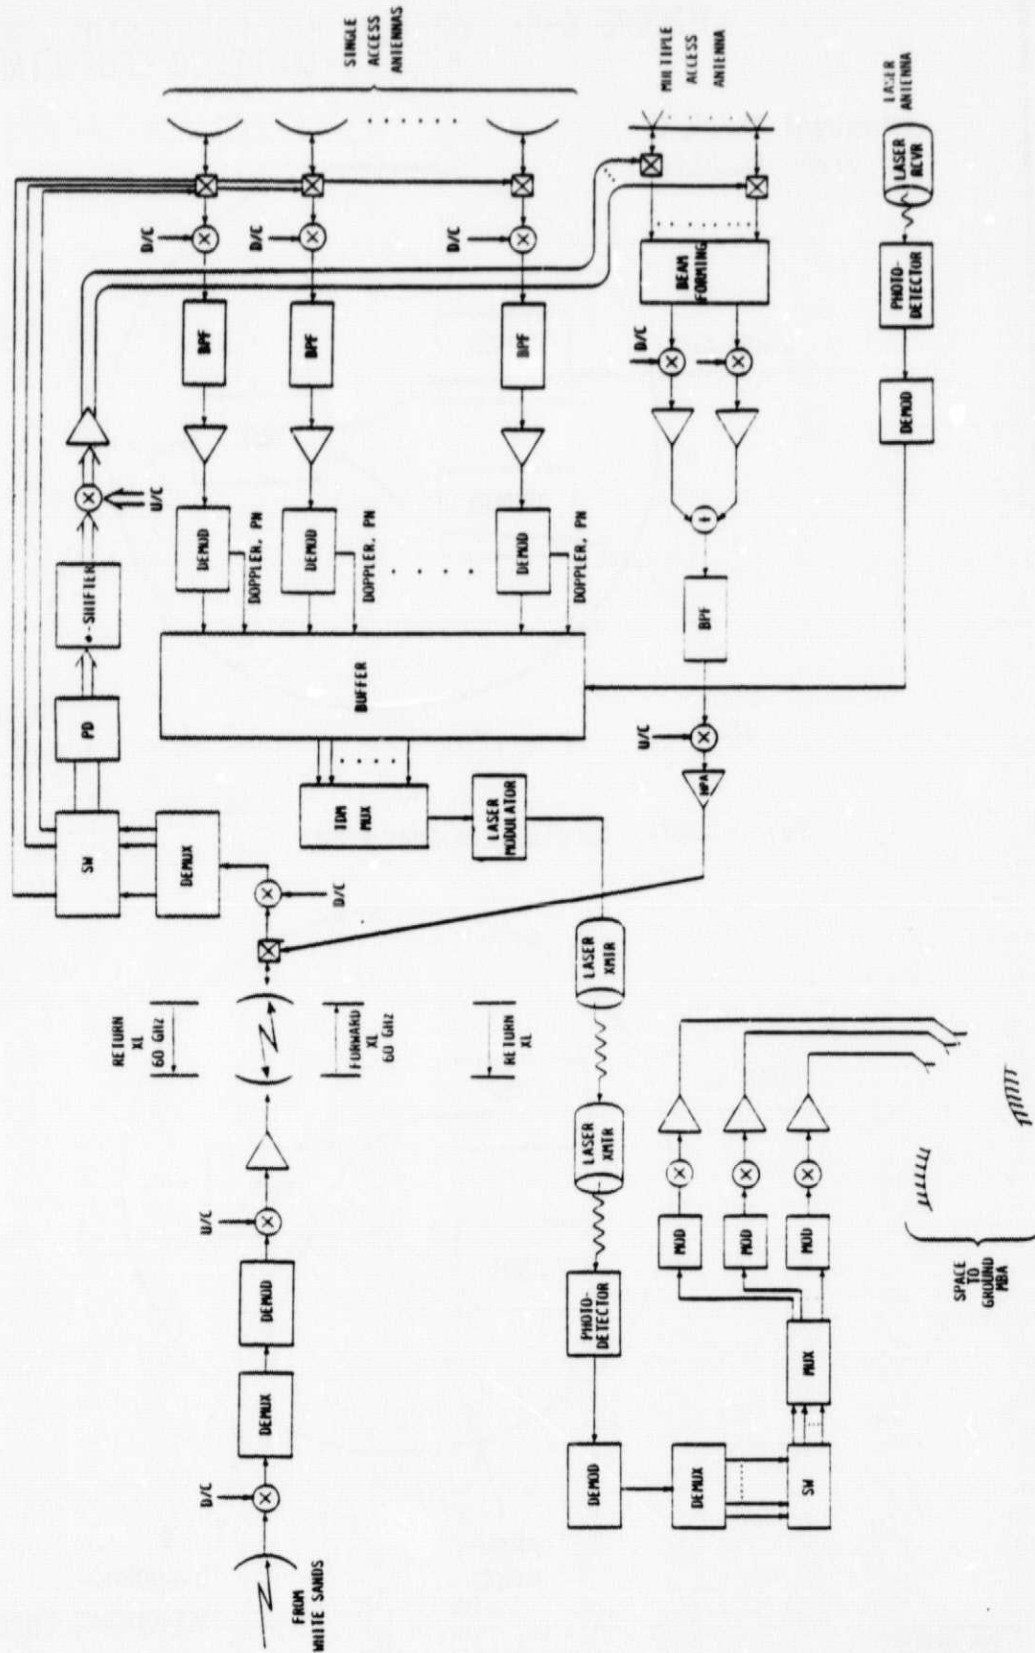 SINGLE
ACCESS
ANTENNAS
MULTIPLE
ACCESS
ANTENNA
LASER
ANTENNA
LASER
RCVR
D/C
D/C
D/C
BEAM
FORMING
PHOTO-
DETECTOR
BPF
BPF
BPF
D/C
DEMOD
U/C
DEMOD
DEMOD
DEMOD
DOPPLER, PN
DOPPLER, PN
DOPPLER, PN
+
BPF
-SHIFTER
BUFFER
PD
U/C
HPA
TDM
MUX
LASER
MODULATOR
SW
DEMUX
D/C
RETURN
XL
60 GHz
FORWARD
XL
60 GHz
RETURN
XL
LASER
XMTR
LASER
XMTR
U/C
DEMOD
DEMUX
D/C
FROM
WHITE SANDS
PHOTO-
DETECTOR
DEMOD
DEMUX
SW
MUX
MOD
MOD
MOD
SPACE
TO
GROUND
MBA